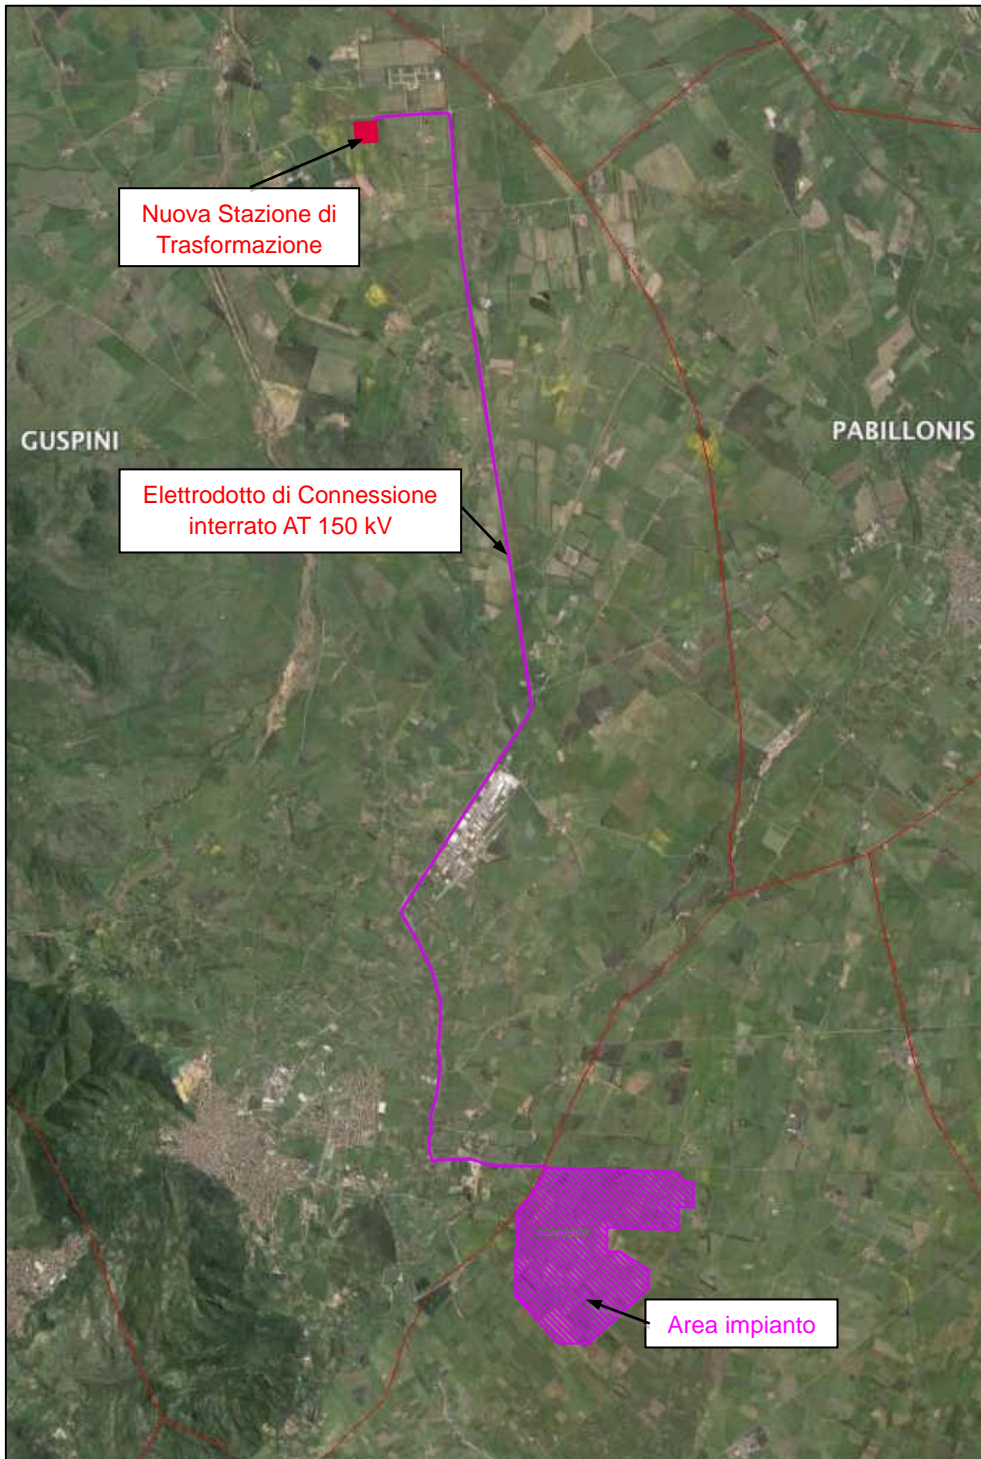 Nuova Stazione di
Trasformazione
GUSPINI
PABILLONIS
Elettrodotto di Connessione
interrato AT 150 kV
Area impianto